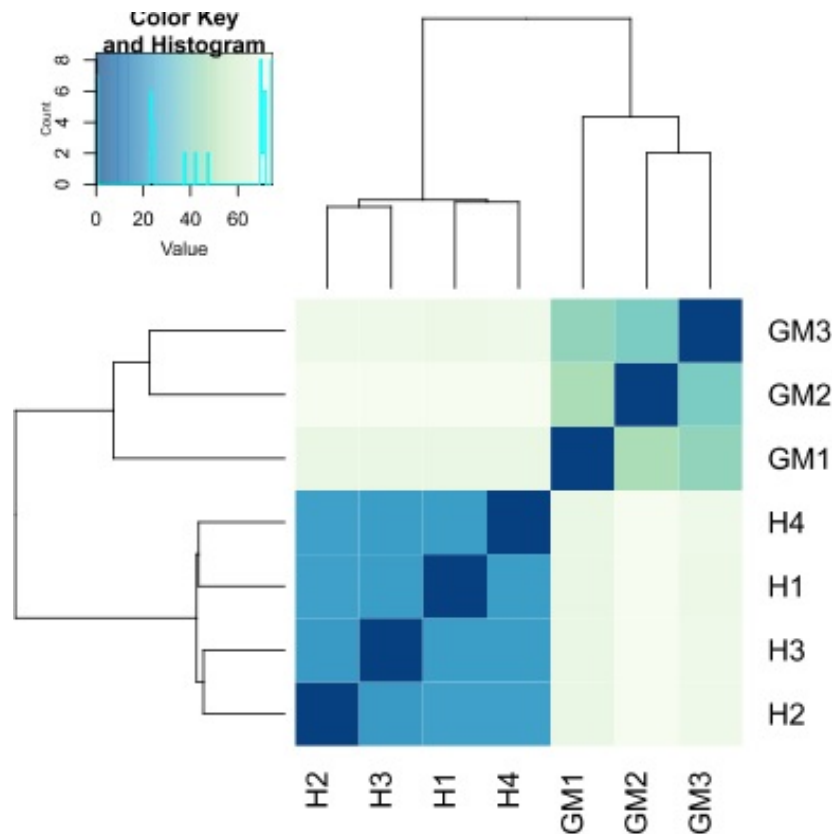 Color Key
and Histogram
Count
0 2 4 6 8
0 20 40 60
Value
GM3
GM2
GM1
H4
H1
H3
H2
H2 H3 H1 H4 GM1 GM2 GM3